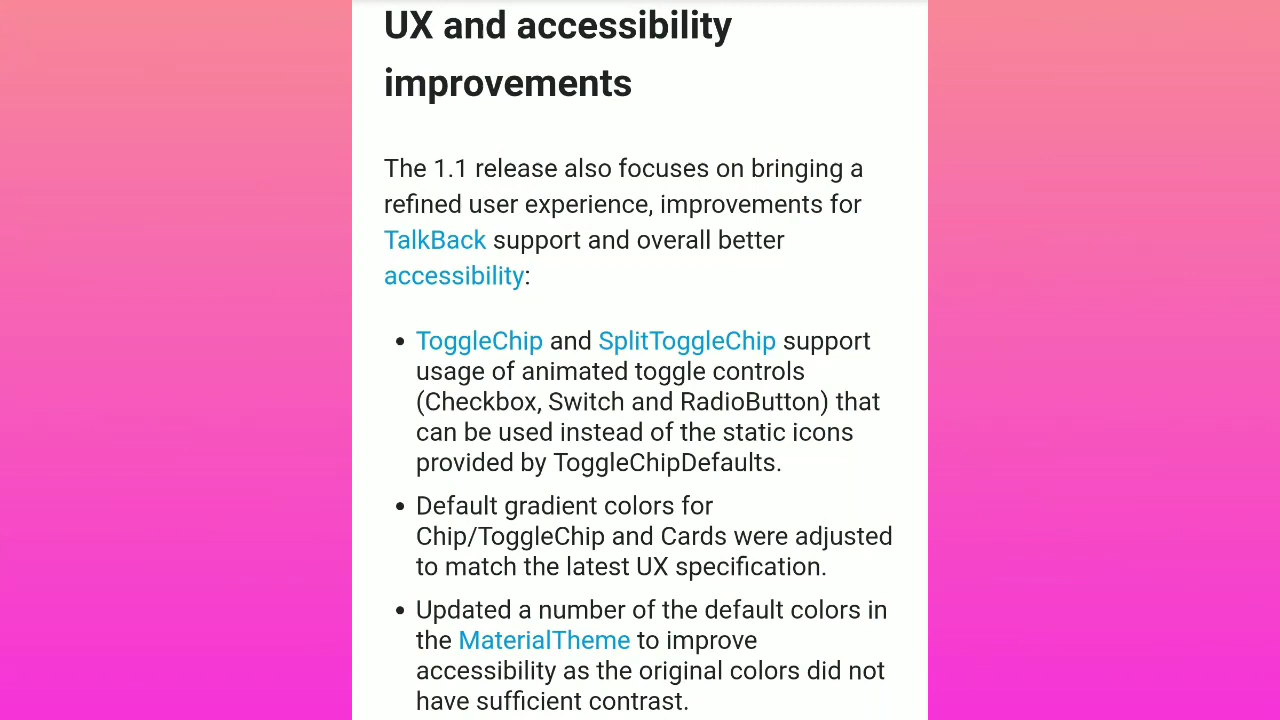 UX and accessibility
improvements
The 1.1 release also focuses on bringing a
refined user experience, improvements for
TalkBack support and overall better
accessibility:
• ToggleChip and SplitToggleChip support
usage of animated toggle controls
(Checkbox, Switch and RadioButton) that
can be used instead of the static icons
provided by ToggleChipDefaults.
• Default gradient colors for
Chip/ToggleChip and Cards were adjusted
to match the latest UX specification.
• Updated a number of the default colors in
the MaterialTheme to improve
accessibility as the original colors did not
have sufficient contrast.